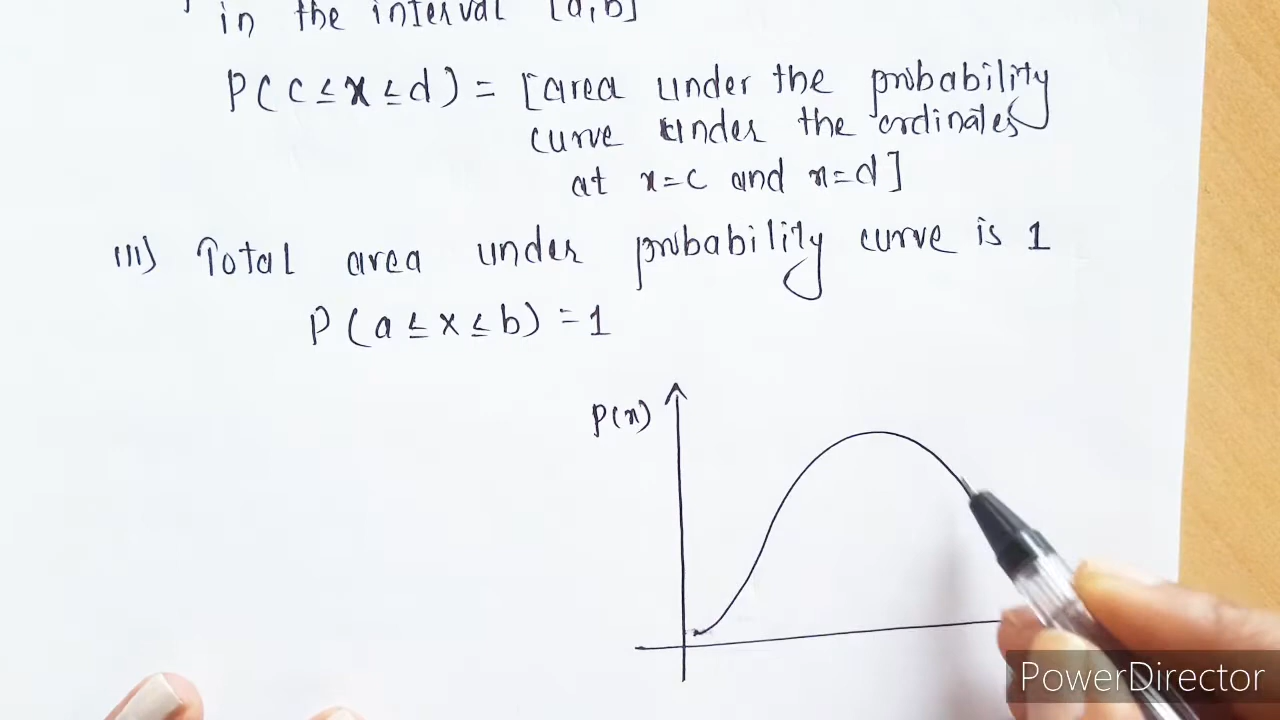 in the interval [a,b]
P(c≤x≤d) = [area under the probability
curve under the ordinates
at x=c and x=d]
III) Total area under probability curve is 1
P(a≤x≤b) = 1
P(x)
PowerDirector